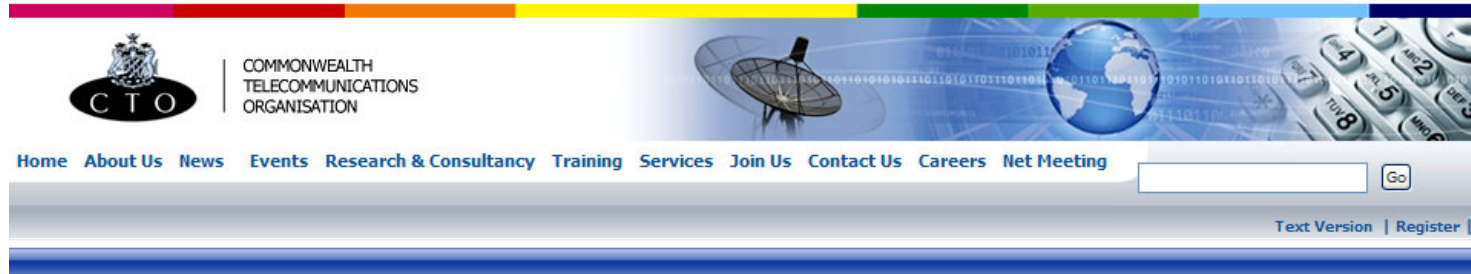 COMMONWEALTH
TELECOMMUNICATIONS
ORGANISATION
CTO
Home About Us News Events Research & Consultancy Training Services Join Us Contact Us Careers Net Meeting
Go
Text Version | Register |